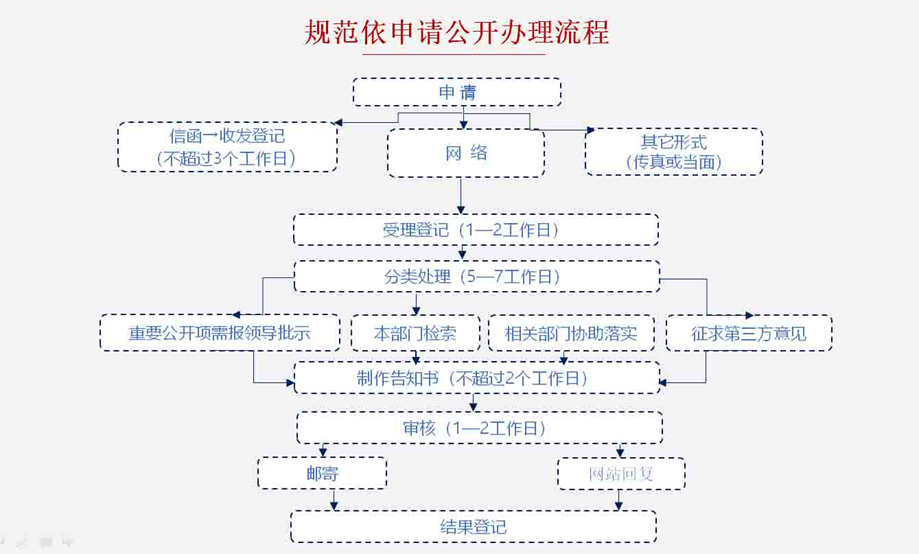 规范依申请公开办理流程
申 请
信函→收发登记
（不超过3个工作日）
网 络
其它形式
（传真或当面）
受理登记（1—2工作日）
分类处理（5—7工作日）
重要公开项需报领导批示
本部门检索
相关部门协助落实
征求第三方意见
制作告知书（不超过2个工作日）
审核（1—2工作日）
邮寄
网站回复
结果登记